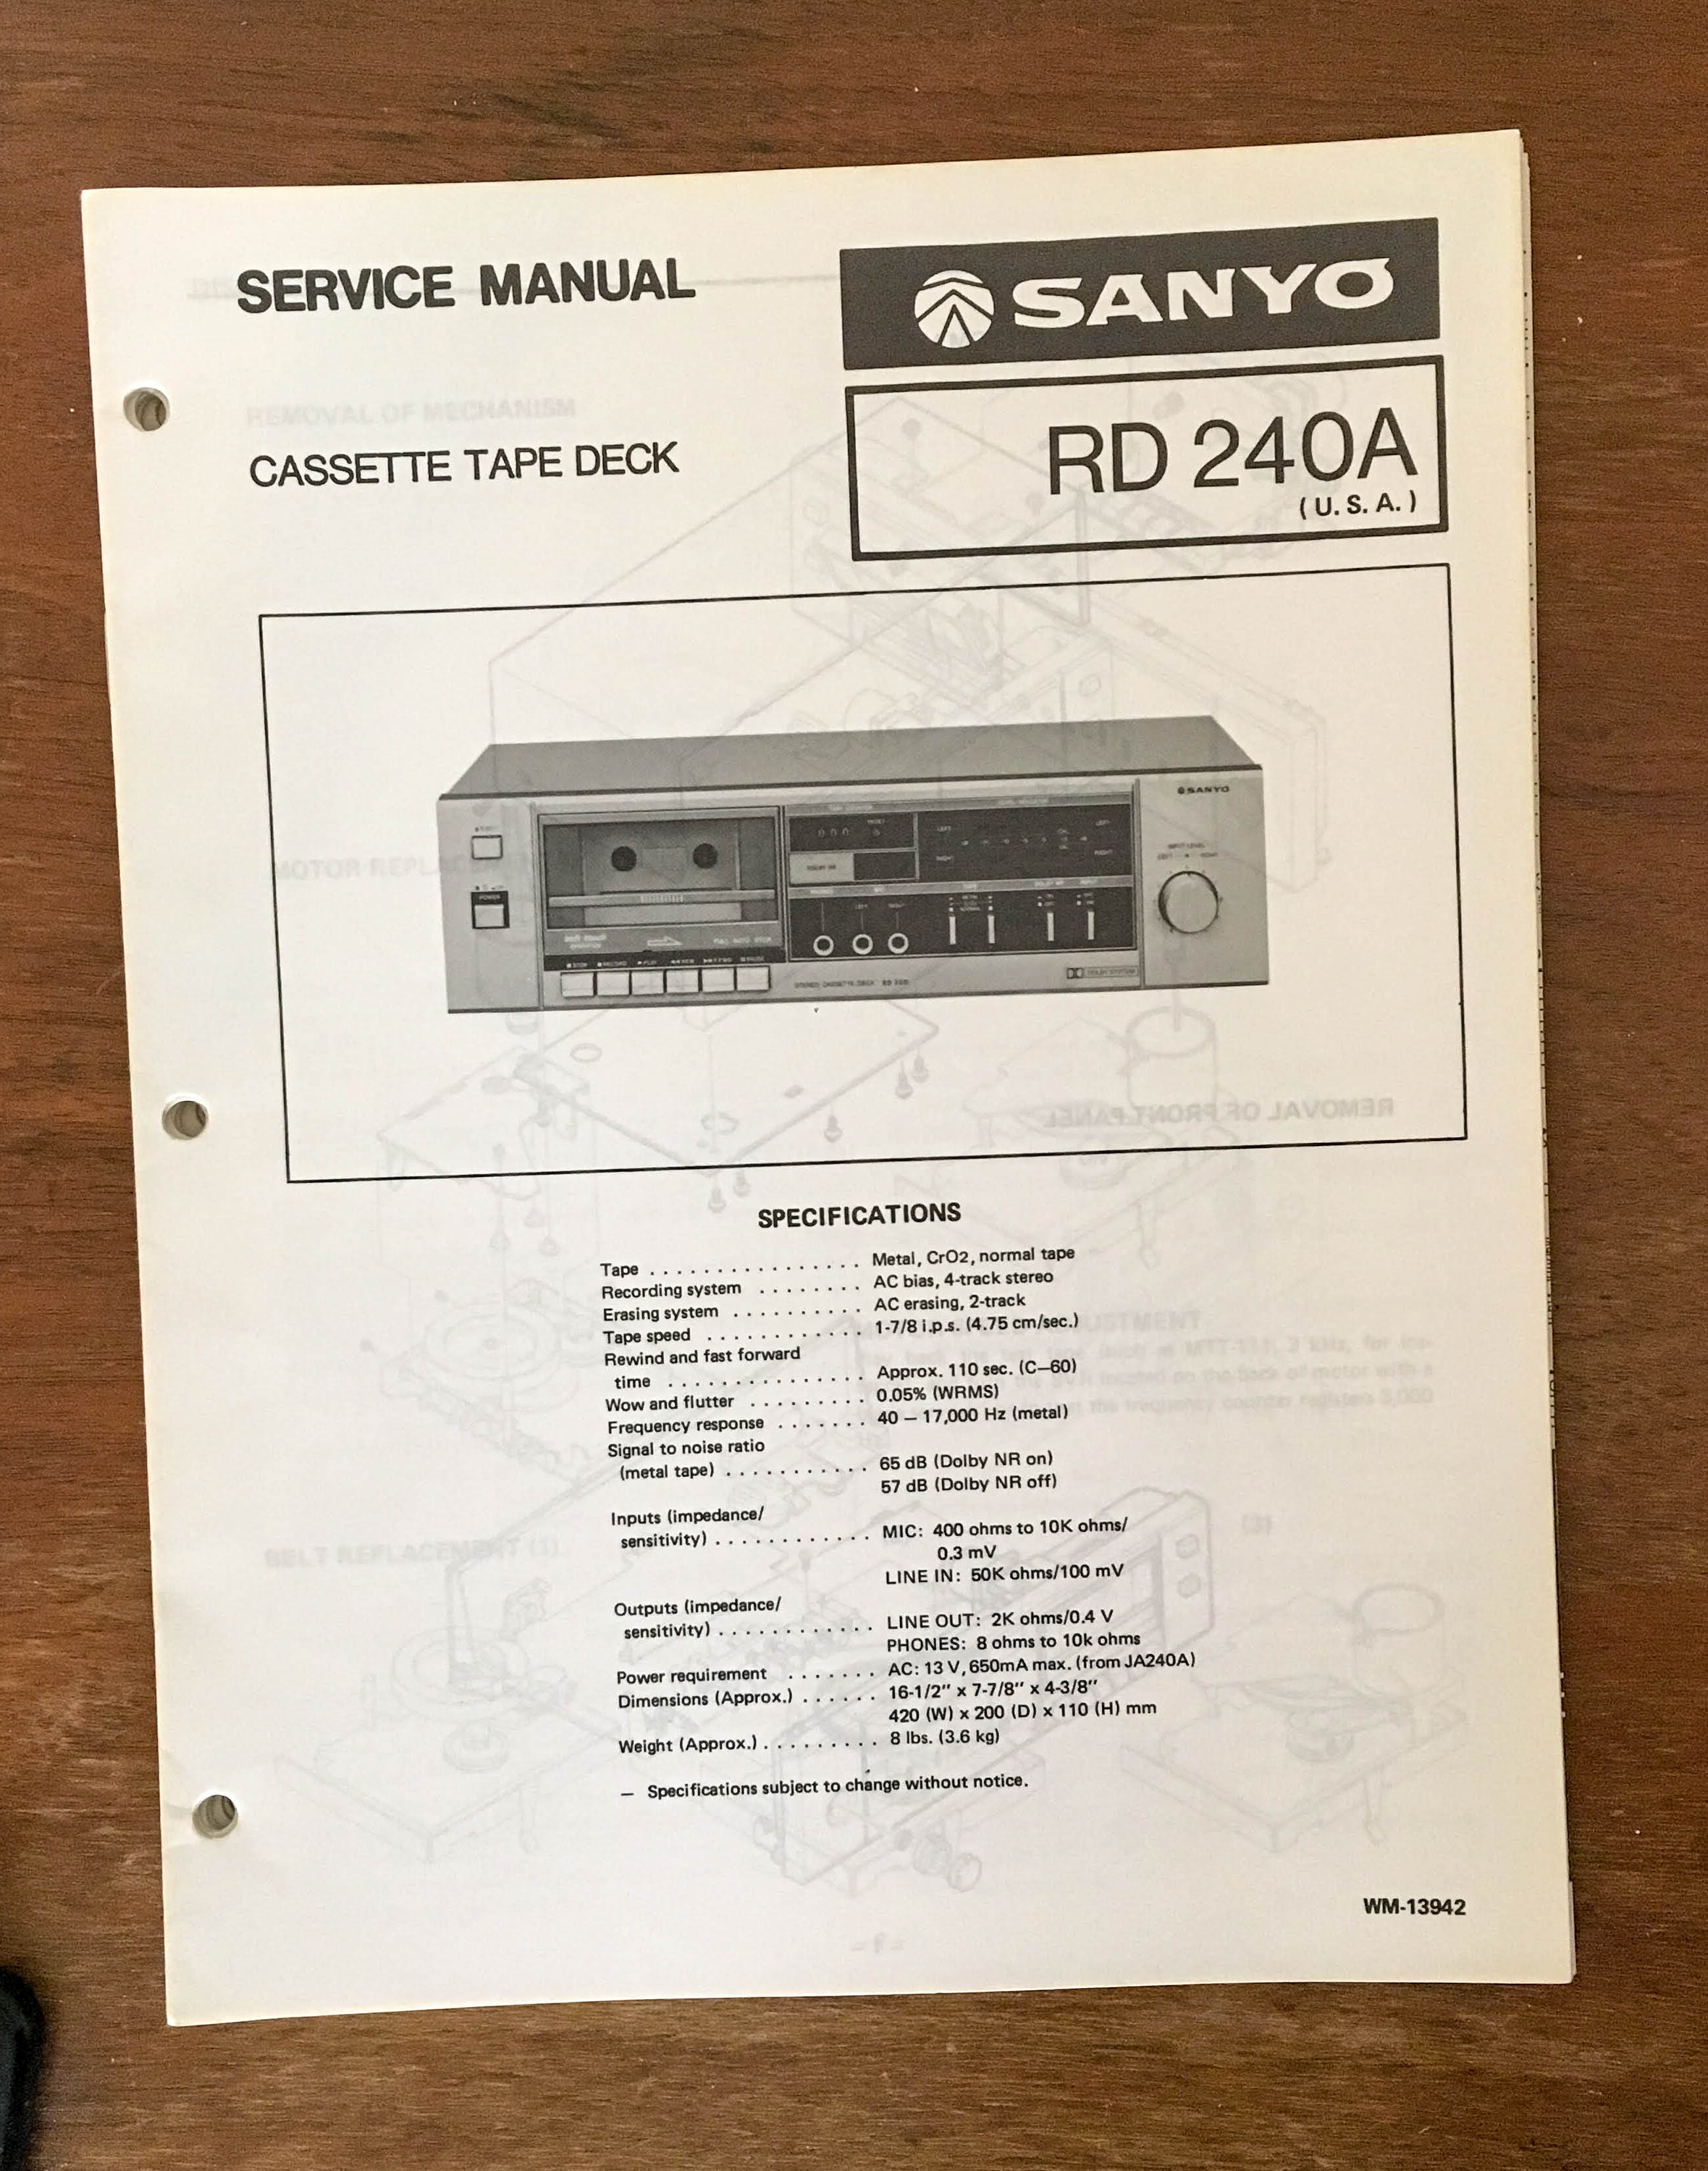 SERVICE MANUAL
SANYO
CASSETTE TAPE DECK
RD 240A
(U.S.A.)
SANYO
POWER
SPECIFICATIONS
Tape . . . . . . . . . . . . . . . . Metal, CrO2, normal tape
Recording system . . . . . . . . AC bias, 4-track stereo
Erasing system . . . . . . . . . . AC erasing, 2-track
Tape speed . . . . . . . . . . . . 1-7/8 i.p.s. (4.75 cm/sec.)
Rewind and fast forward
time . . . . . . . . . . . . . . . Approx. 110 sec. (C–60)
Wow and flutter . . . . . . . . . 0.05% (WRMS)
Frequency response . . . . . . . 40 – 17,000 Hz (metal)
Signal to noise ratio
(metal tape) . . . . . . . . . . . 65 dB (Dolby NR on)
57 dB (Dolby NR off)
Inputs (impedance/
sensitivity) . . . . . . . . . . . . MIC: 400 ohms to 10K ohms/
0.3 mV
LINE IN: 50K ohms/100 mV
Outputs (impedance/
sensitivity) . . . . . . . . . . . . LINE OUT: 2K ohms/0.4 V
PHONES: 8 ohms to 10k ohms
Power requirement . . . . . . . AC: 13 V, 650mA max. (from JA240A)
Dimensions (Approx.) . . . . . . 16-1/2" x 7-7/8" x 4-3/8"
420 (W) x 200 (D) x 110 (H) mm
Weight (Approx.) . . . . . . . . . 8 lbs. (3.6 kg)
— Specifications subject to change without notice.
WM-13942